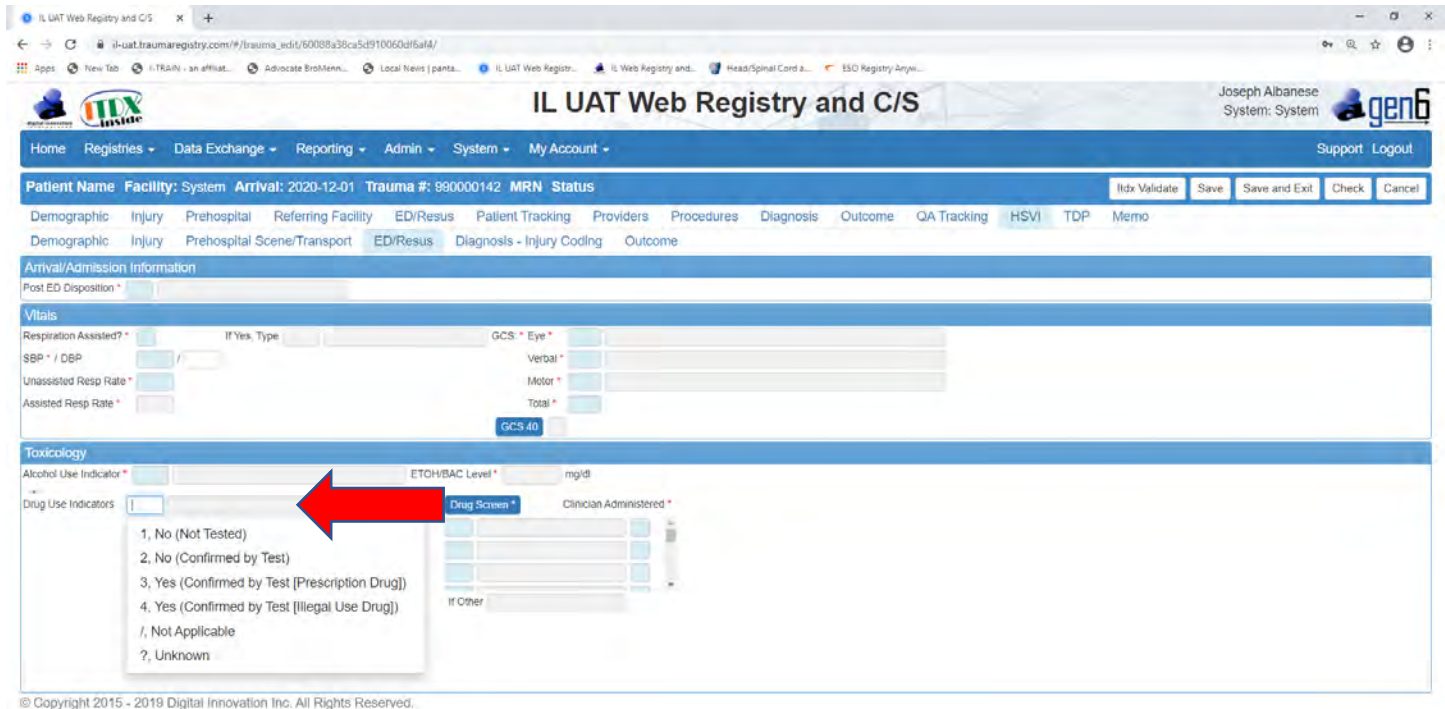 IL UAT Web Registry and C/S × +
il-uat.traumaregistry.com/#/trauma_edit/60088a38ca5d910060df6af4/
Apps New Tab I-TRAIN - an affiliat... Advocate BroMenn... Local News | panta... IL UAT Web Registr... IL Web Registry and... Head/Spinal Cord a... ESO Registry Anyw...
ITDX inside
IL UAT Web Registry and C/S
Joseph Albanese
System: System
gen6
Home Registries Data Exchange Reporting Admin System My Account Support Logout
Patient Name Facility: System Arrival: 2020-12-01 Trauma #: 990000142 MRN Status Itdx Validate Save Save and Exit Check Cancel
Demographic Injury Prehospital Referring Facility ED/Resus Patient Tracking Providers Procedures Diagnosis Outcome QA Tracking HSVI TDP Memo
Demographic Injury Prehospital Scene/Transport ED/Resus Diagnosis - Injury Coding Outcome
Arrival/Admission Information
Post ED Disposition *
Vitals
Respiration Assisted? * If Yes, Type GCS: * Eye *
SBP * / DBP / Verbal *
Unassisted Resp Rate * Motor *
Assisted Resp Rate * Total *
GCS 40
Toxicology
Alcohol Use Indicator * ETOH/BAC Level * mg/dl
Drug Use Indicators Drug Screen * Clinician Administered *
1, No (Not Tested)
2, No (Confirmed by Test)
3, Yes (Confirmed by Test [Prescription Drug])
4, Yes (Confirmed by Test [Illegal Use Drug])
If Other
/, Not Applicable
?, Unknown
© Copyright 2015 - 2019 Digital Innovation Inc. All Rights Reserved.